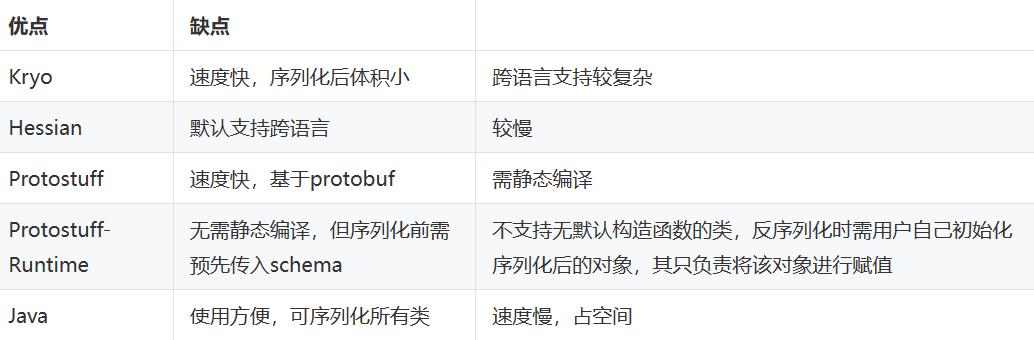 优点 缺点
Kryo 速度快，序列化后体积小 跨语言支持较复杂
Hessian 默认支持跨语言 较慢
Protostuff 速度快，基于protobuf 需静态编译
Protostuff-
Runtime
无需静态编译，但序列化前需
预先传入schema
不支持无默认构造函数的类，反序列化时需用户自己初始化
序列化后的对象，其只负责将该对象进行赋值
Java 使用方便，可序列化所有类 速度慢，占空间